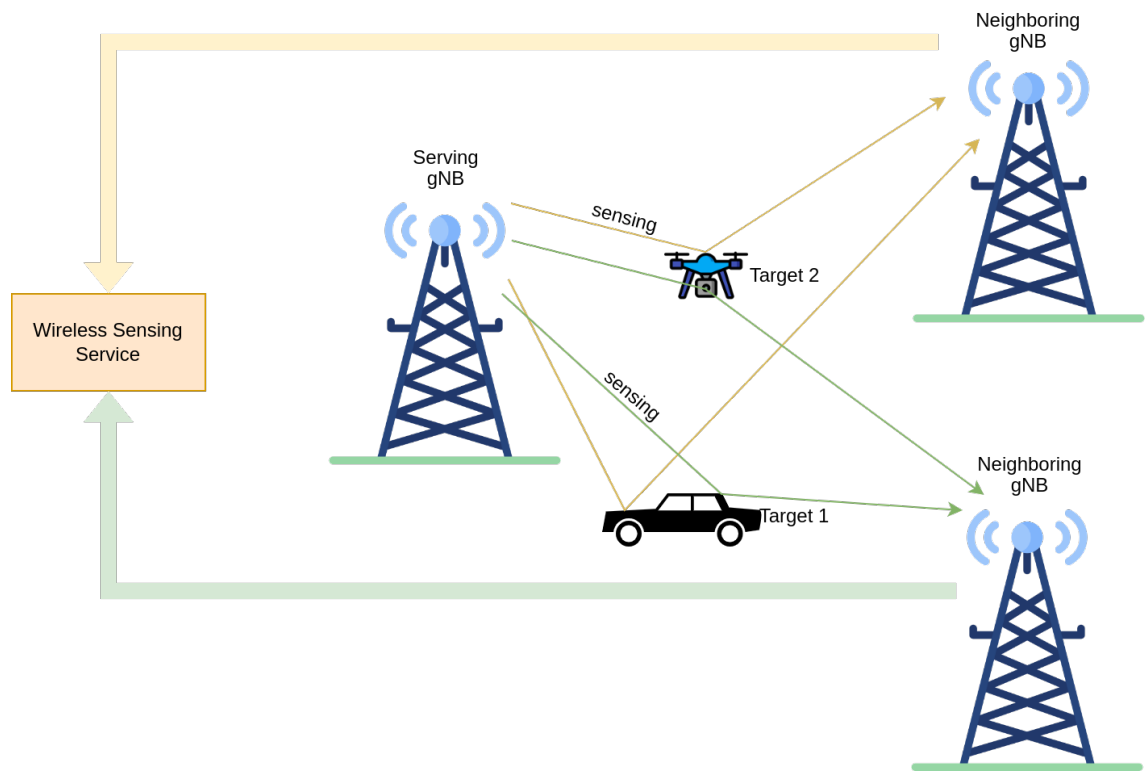 Neighboring
gNB
Serving
gNB
sensing
Target 2
Wireless Sensing
Service
sensing
Neighboring
gNB
Target 1